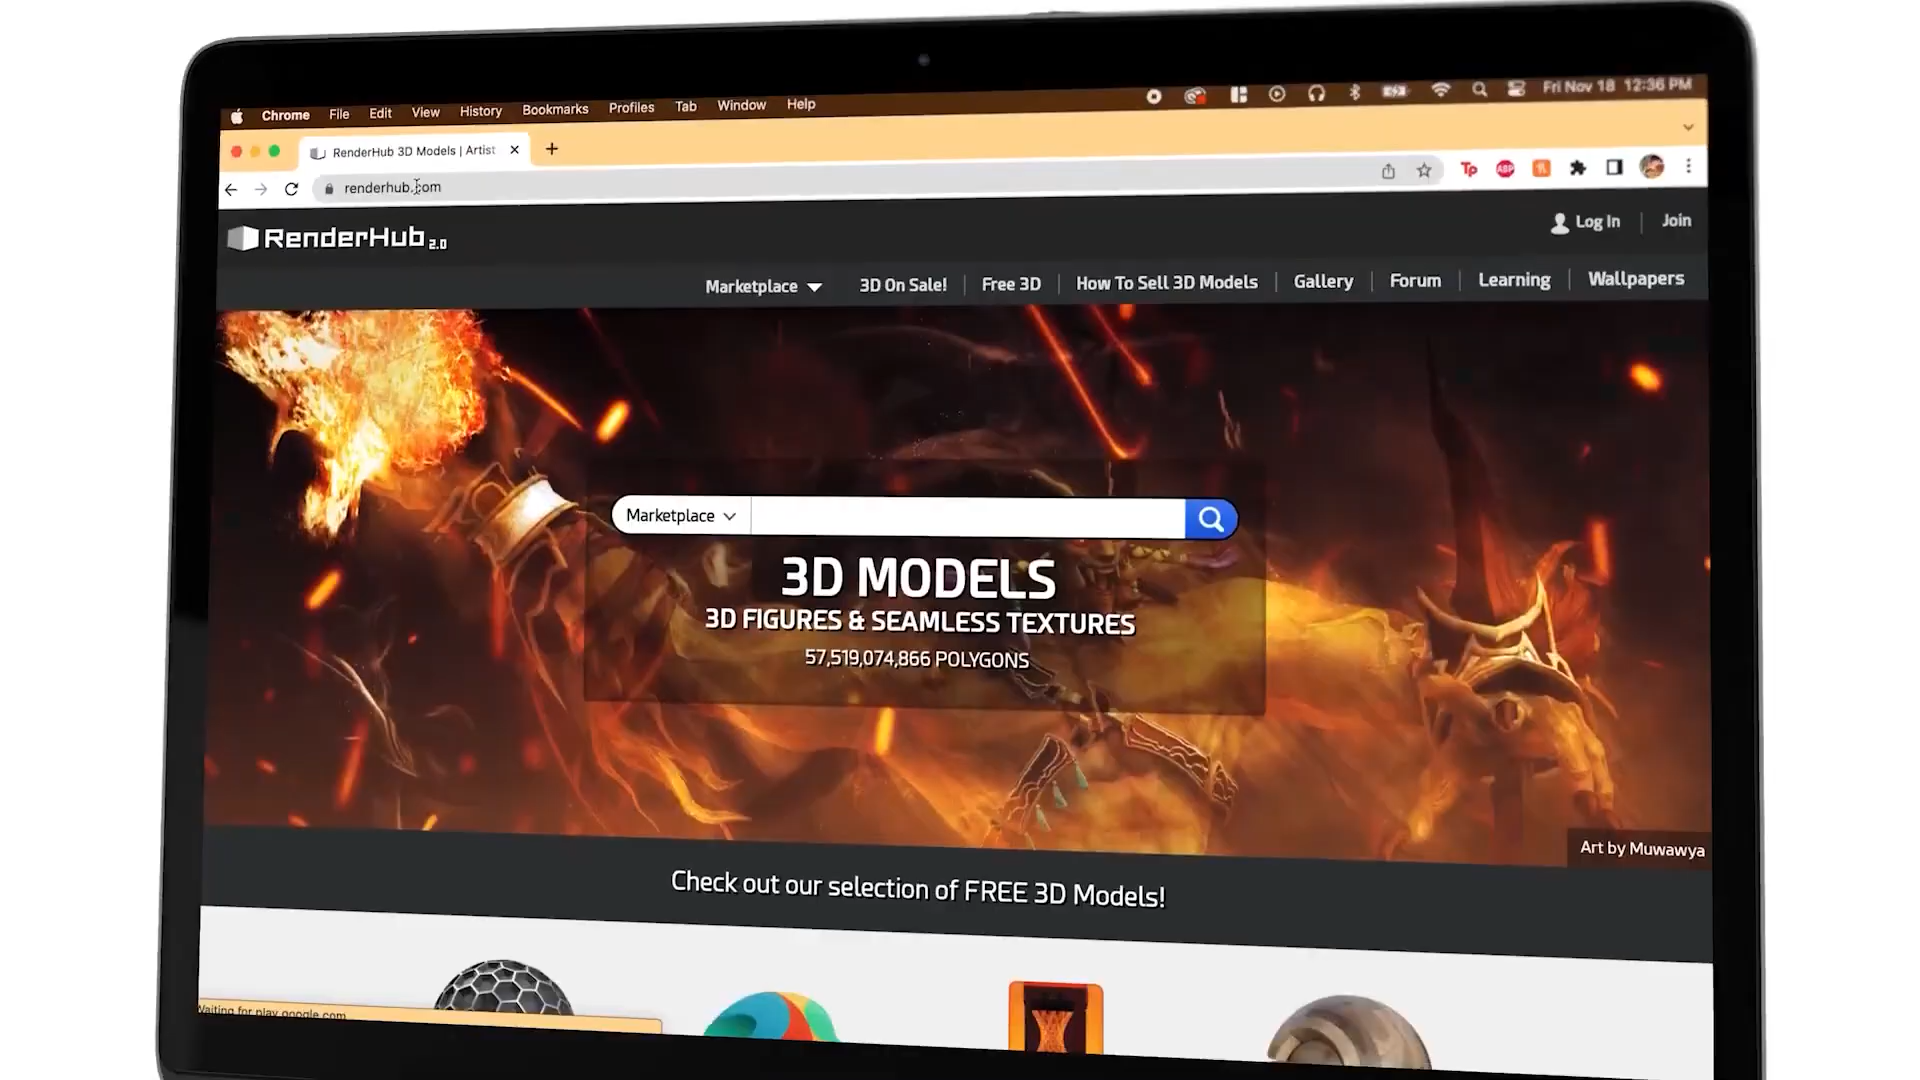 Chrome File Edit View History Bookmarks Profiles Tab Window Help Fri Nov 18 12:36 PM
RenderHub 3D Models | Artist
renderhub.com
Tp ABP
RenderHub 2.0
Log In Join
Marketplace 3D On Sale! Free 3D How To Sell 3D Models Gallery Forum Learning Wallpapers
Marketplace
3D MODELS
3D FIGURES & SEAMLESS TEXTURES
57,519,074,866 POLYGONS
Art by Muwawya
Check out our selection of FREE 3D Models!
Waiting for play.google.com